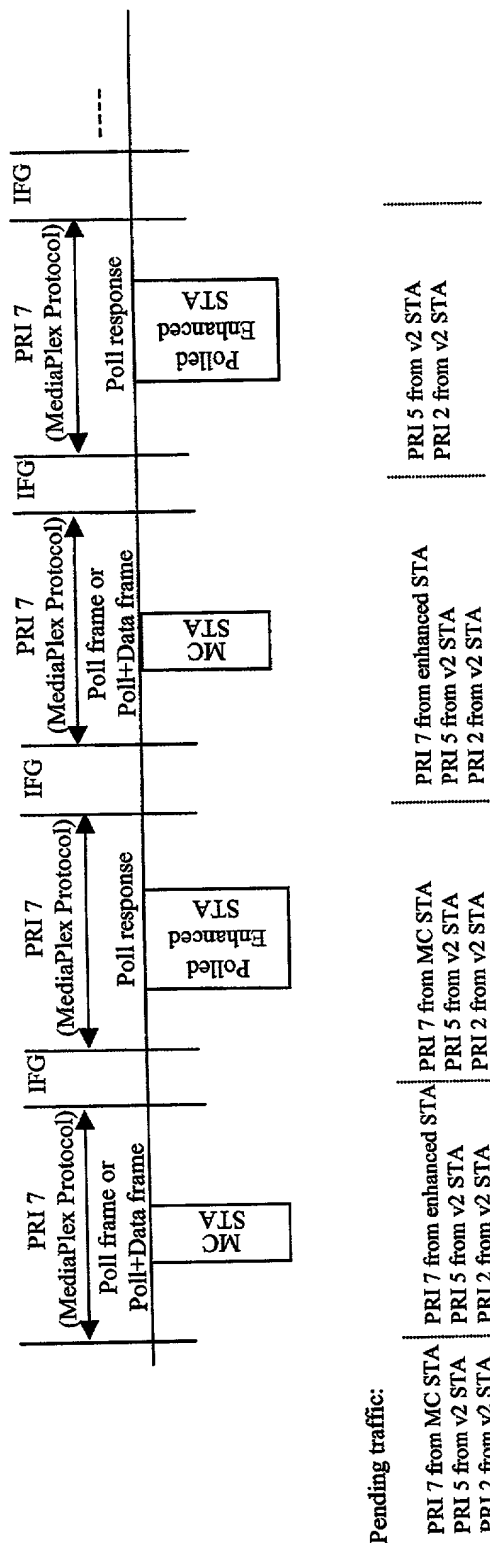 PRI 7
(MediaPlex Protocol)
Poll frame or
Poll+Data frame
MC
STA
IFG
PRI 7
(MediaPlex Protocol)
Poll response
Polled
Enhanced
STA
IFG
PRI 7
(MediaPlex Protocol)
Poll frame or
Poll+Data frame
MC
STA
IFG
PRI 7
(MediaPlex Protocol)
Poll response
Polled
Enhanced
STA
IFG
Pending traffic:
PRI 7 from MC STA
PRI 5 from v2 STA
PRI 2 from v2 STA
PRI 7 from enhanced STA
PRI 5 from v2 STA
PRI 2 from v2 STA
PRI 7 from MC STA
PRI 5 from v2 STA
PRI 2 from v2 STA
PRI 7 from enhanced STA
PRI 5 from v2 STA
PRI 2 from v2 STA
PRI 5 from v2 STA
PRI 2 from v2 STA